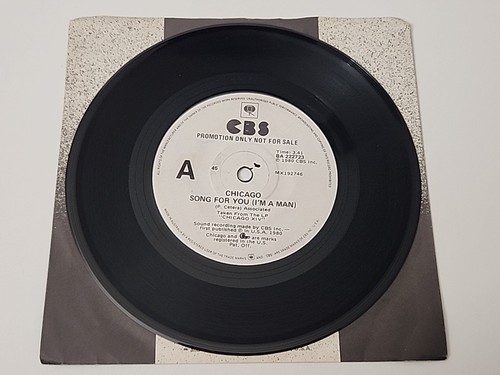 CBS
PROMOTION ONLY NOT FOR SALE
A
45
Time: 3.41
BA 222723
℗ 1980 CBS Inc.
MX192746
CHICAGO
SONG FOR YOU (I'M A MAN)
(P. Cetera) Associated
Taken From The LP
"CHICAGO XIV"
Sound recording made by CBS Inc. —
first published ℗ in U.S.A. 1980
Chicago and are marks
registered in the U.S.
Pat. Off.